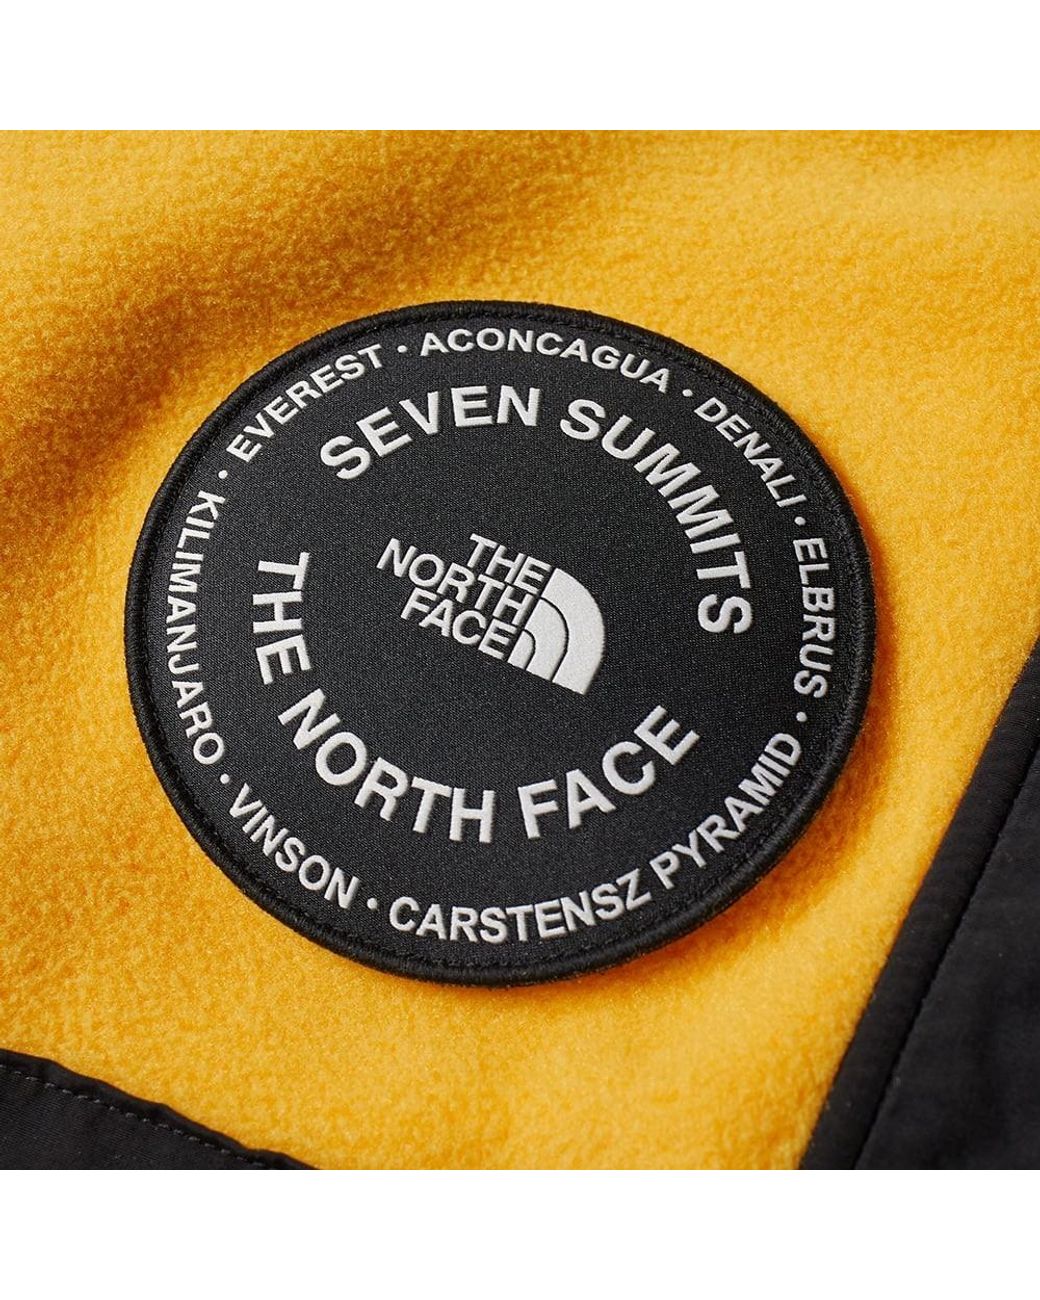 EVEREST · ACONCAGUA · DENALI · ELBRUS · CARSTENSZ PYRAMID · VINSON · KILIMANJARO ·
SEVEN SUMMITS
THE
NORTH
FACE
THE NORTH FACE